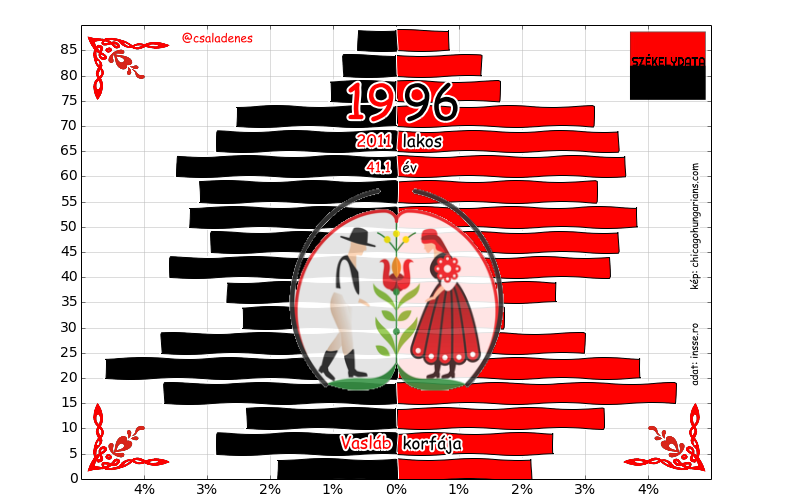 @csaladenes
SZÉKELYDATA
1996
2011 lakos
41.1 év
kép: chicagohungarians.com
adat: insse.ro
Vasláb korfája
85
80
75
70
65
60
55
50
45
40
35
30
25
20
15
10
5
0
4% 3% 2% 1% 0% 1% 2% 3% 4%